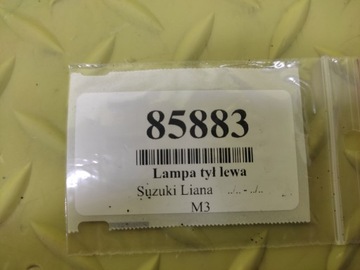 85883
Lampa tył lewa
Suzuki Liana ../.. - ../..
M3